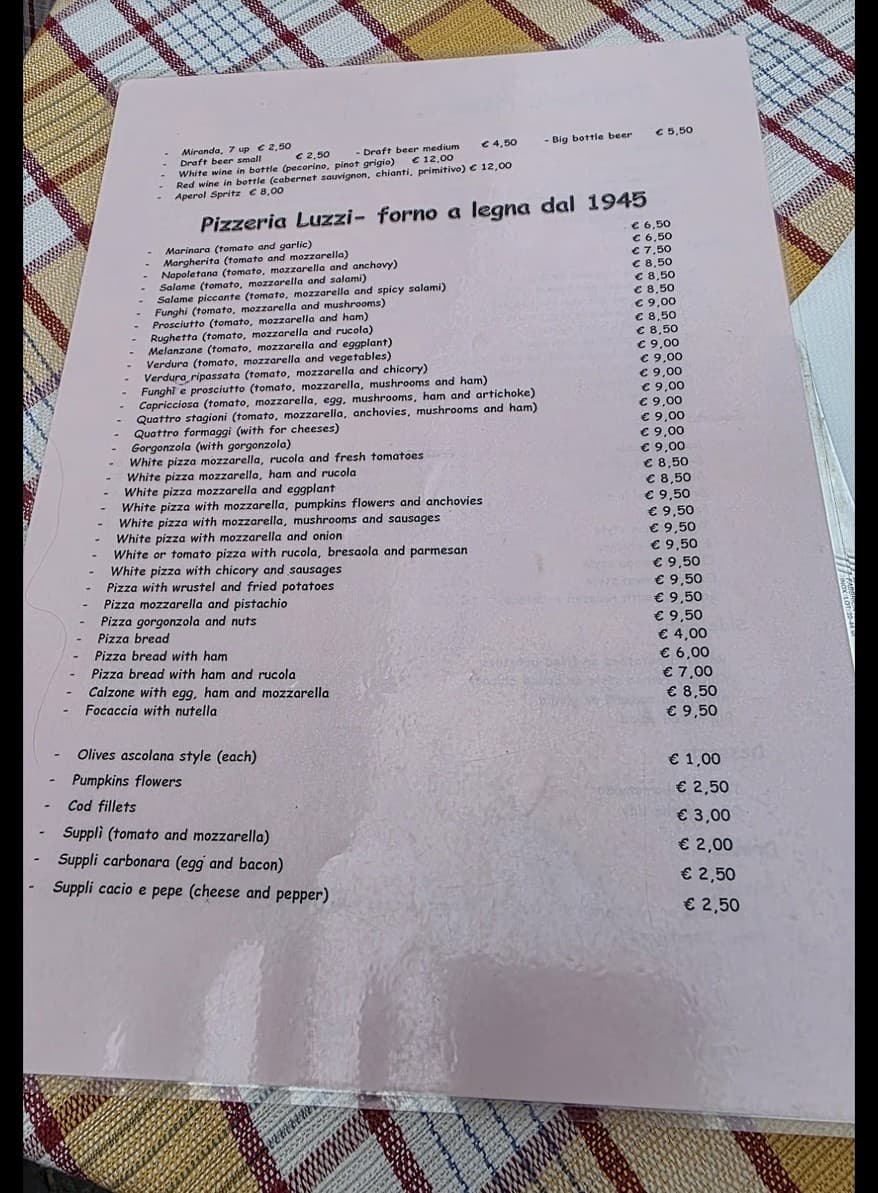 - Miranda, 7 up € 2,50
- Draft beer small € 2,50 - Draft beer medium € 4,50 - Big bottle beer € 5,50
- White wine in bottle (pecorino, pinot grigio) € 12,00
- Red wine in bottle (cabernet sauvignon, chianti, primitivo) € 12,00
- Aperol Spritz € 8,00
Pizzeria Luzzi- forno a legna dal 1945
- Marinara (tomato and garlic) € 6,50
- Margherita (tomato and mozzarella) € 6,50
- Napoletana (tomato, mozzarella and anchovy) € 7,50
- Salame (tomato, mozzarella and salami) € 8,50
- Salame piccante (tomato, mozzarella and spicy salami) € 8,50
- Funghi (tomato, mozzarella and mushrooms) € 8,50
- Prosciutto (tomato, mozzarella and ham) € 9,00
- Rughetta (tomato, mozzarella and rucola) € 8,50
- Melanzane (tomato, mozzarella and eggplant) € 8,50
- Verdura (tomato, mozzarella and vegetables) € 9,00
- Verdura ripassata (tomato, mozzarella and chicory) € 9,00
- Funghi e prosciutto (tomato, mozzarella, mushrooms and ham) € 9,00
- Capricciosa (tomato, mozzarella, egg, mushrooms, ham and artichoke) € 9,00
- Quattro stagioni (tomato, mozzarella, anchovies, mushrooms and ham) € 9,00
- Quattro formaggi (with for cheeses) € 9,00
- Gorgonzola (with gorgonzola) € 9,00
- White pizza mozzarella, rucola and fresh tomatoes € 9,00
- White pizza mozzarella, ham and rucola € 8,50
- White pizza mozzarella and eggplant € 8,50
- White pizza with mozzarella, pumpkins flowers and anchovies € 9,50
- White pizza with mozzarella, mushrooms and sausages € 9,50
- White pizza with mozzarella and onion € 9,50
- White or tomato pizza with rucola, bresaola and parmesan € 9,50
- White pizza with chicory and sausages € 9,50
- Pizza with wrustel and fried potatoes € 9,50
- Pizza mozzarella and pistachio € 9,50
- Pizza gorgonzola and nuts € 9,50
- Pizza bread € 4,00
- Pizza bread with ham € 6,00
- Pizza bread with ham and rucola € 7,00
- Calzone with egg, ham and mozzarella € 8,50
- Focaccia with nutella € 9,50
- Olives ascolana style (each) € 1,00
- Pumpkins flowers € 2,50
- Cod fillets € 3,00
- Supplì (tomato and mozzarella) € 2,00
- Suppli carbonara (egg and bacon) € 2,50
- Suppli cacio e pepe (cheese and pepper) € 2,50